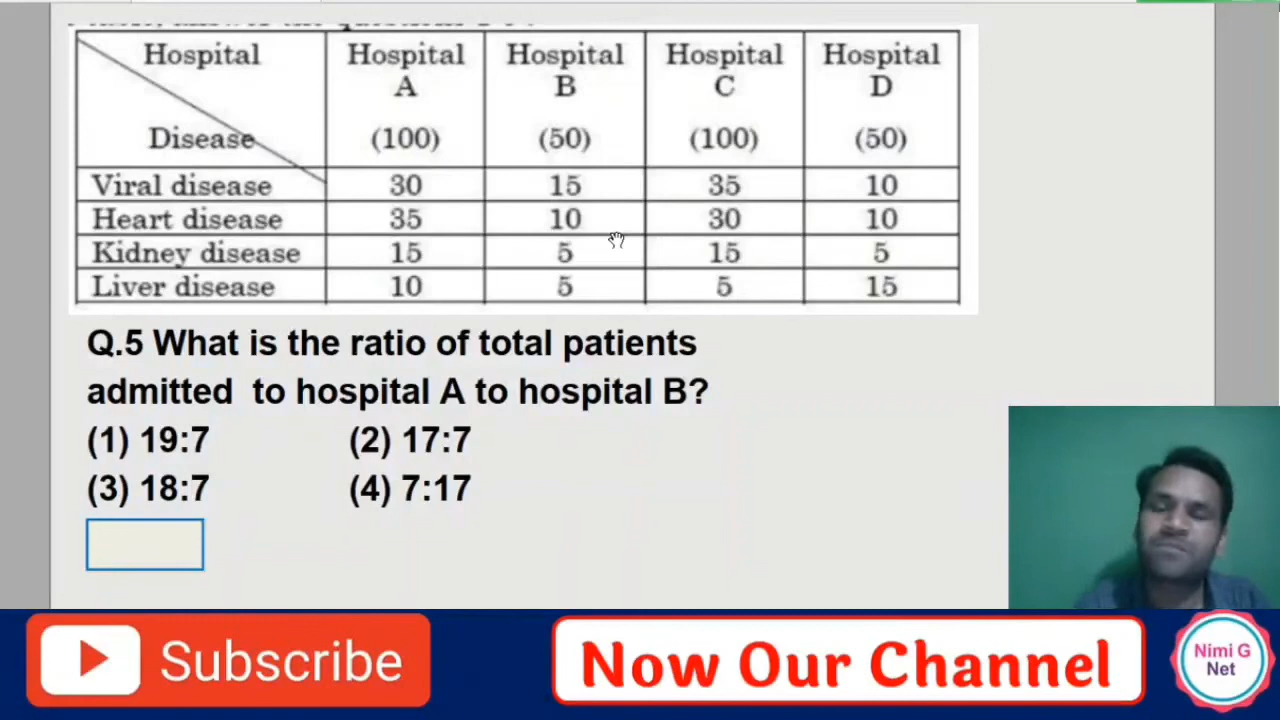 Hospital Hospital Hospital Hospital Hospital
A B C D
Disease (100) (50) (100) (50)
Viral disease 30 15 35 10
Heart disease 35 10 30 10
Kidney disease 15 5 15 5
Liver disease 10 5 5 15
Q.5 What is the ratio of total patients
admitted to hospital A to hospital B?
(1) 19:7 (2) 17:7
(3) 18:7 (4) 7:17
Subscribe Now Our Channel
Nimi G
Net